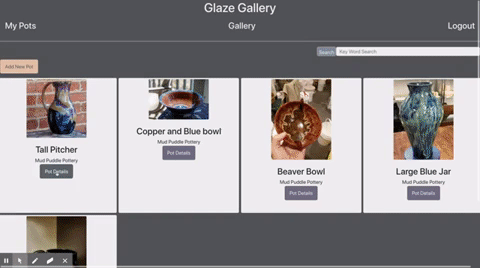 Glaze Gallery
My Pots Gallery Logout
Search Key Word Search
Add New Pot
Tall Pitcher
Mud Puddle Pottery
Pot Details
Copper and Blue bowl
Mud Puddle Pottery
Pot Details
Beaver Bowl
Mud Puddle Pottery
Pot Details
Large Blue Jar
Mud Puddle Pottery
Pot Details